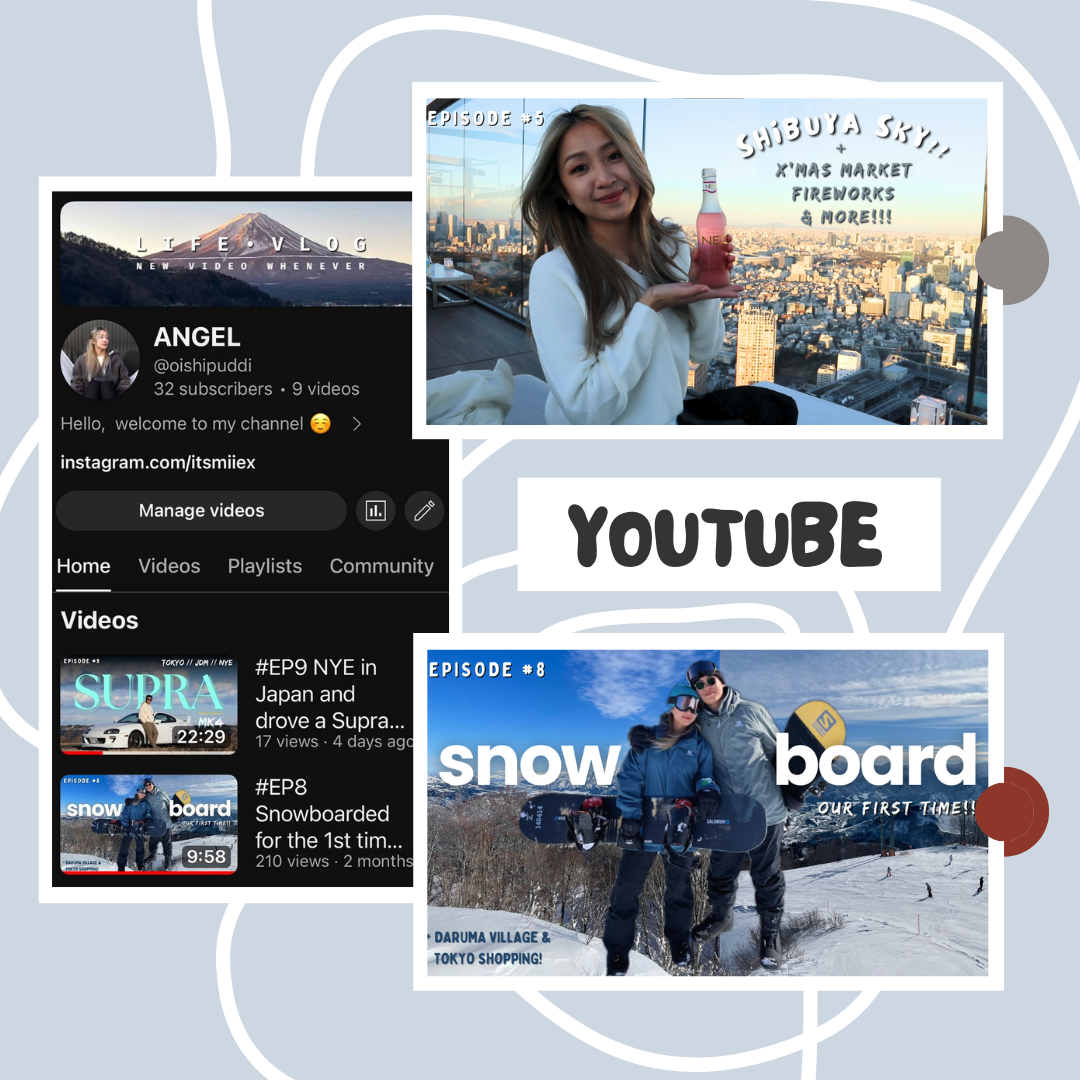 LIFE • VLOG
NEW VIDEO WHENEVER
ANGEL
@oishipuddi
32 subscribers • 9 videos
Hello, welcome to my channel ☺️ >
instagram.com/itsmiiex
Manage videos
Home Videos Playlists Community
Videos
EPISODE #9
TOKYO // JDM // NYE
SUPRA
MK4
22:29
#EP9 NYE in
Japan and
drove a Supra...
17 views · 4 days ago
EPISODE #8
snow board
OUR FIRST TIME!!
+ DARUMA VILLAGE &
TOKYO SHOPPING!
9:58
#EP8
Snowboarded
for the 1st tim...
210 views · 2 months
EPISODE #5
SHiBUYA SKY!!
+
X'MAS MARKET
FIREWORKS
& MORE!!!
NE
YOUTUBE
EPISODE #8
snow board
OUR FIRST TIME!!
SALOMON
+ DARUMA VILLAGE &
TOKYO SHOPPING!